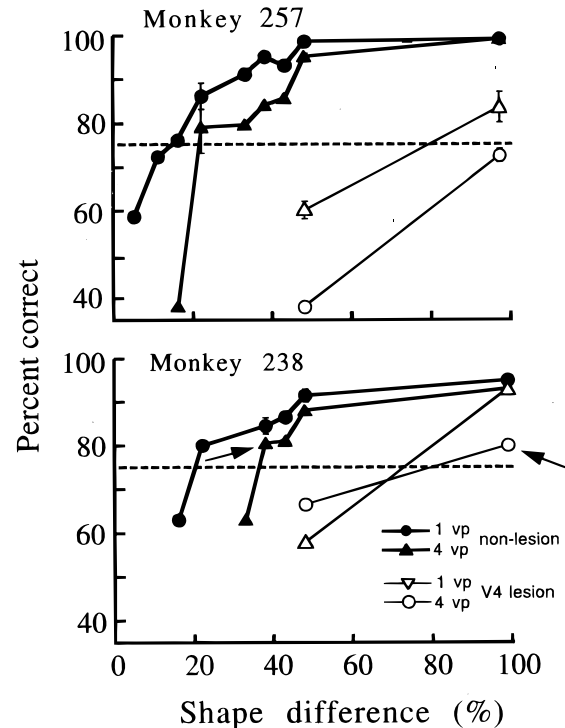 Monkey 257
100
80
60
40
Percent correct
Monkey 238
100
80
60
40
1 vp
4 vp
non-lesion
1 vp
4 vp
V4 lesion
0 20 40 60 80 100
Shape difference (%)